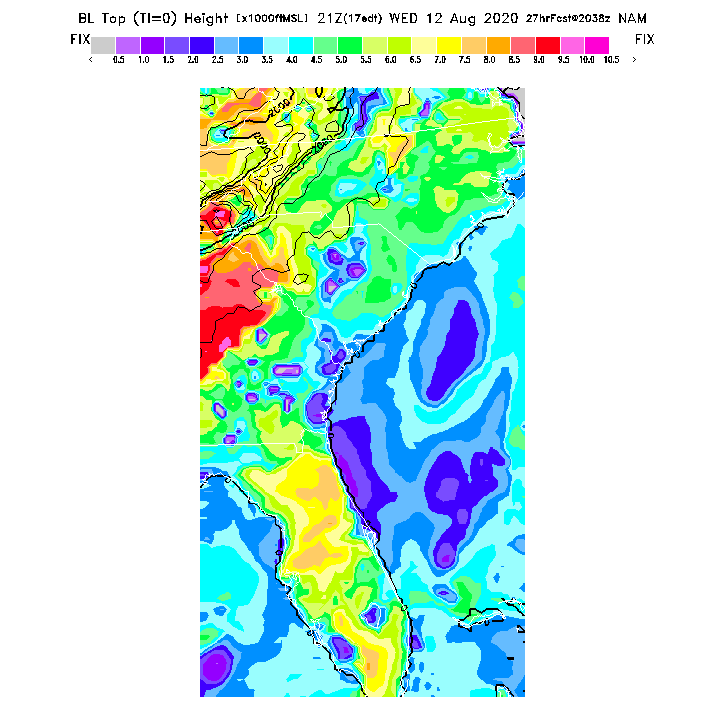 BL Top (TI=0) Height [x1000ftMSL] 21Z(17edt) WED 12 Aug 2020 27hrFcst@2038z NAM
FIX FIX
< 0.5 1.0 1.5 2.0 2.5 3.0 3.5 4.0 4.5 5.0 5.5 6.0 6.5 7.0 7.5 8.0 8.5 9.0 9.5 10.0 10.5 >
2000
2000
2000